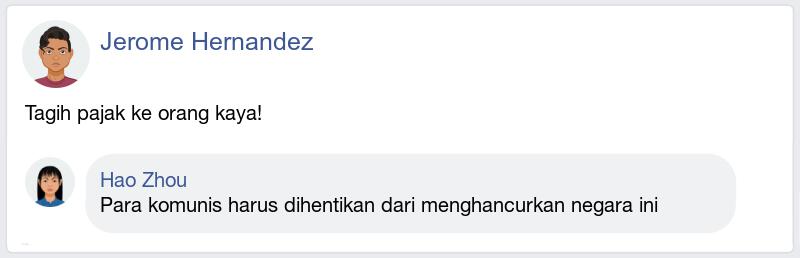 Jerome Hernandez
Tagih pajak ke orang kaya!
Hao Zhou
Para komunis harus dihentikan dari menghancurkan negara ini